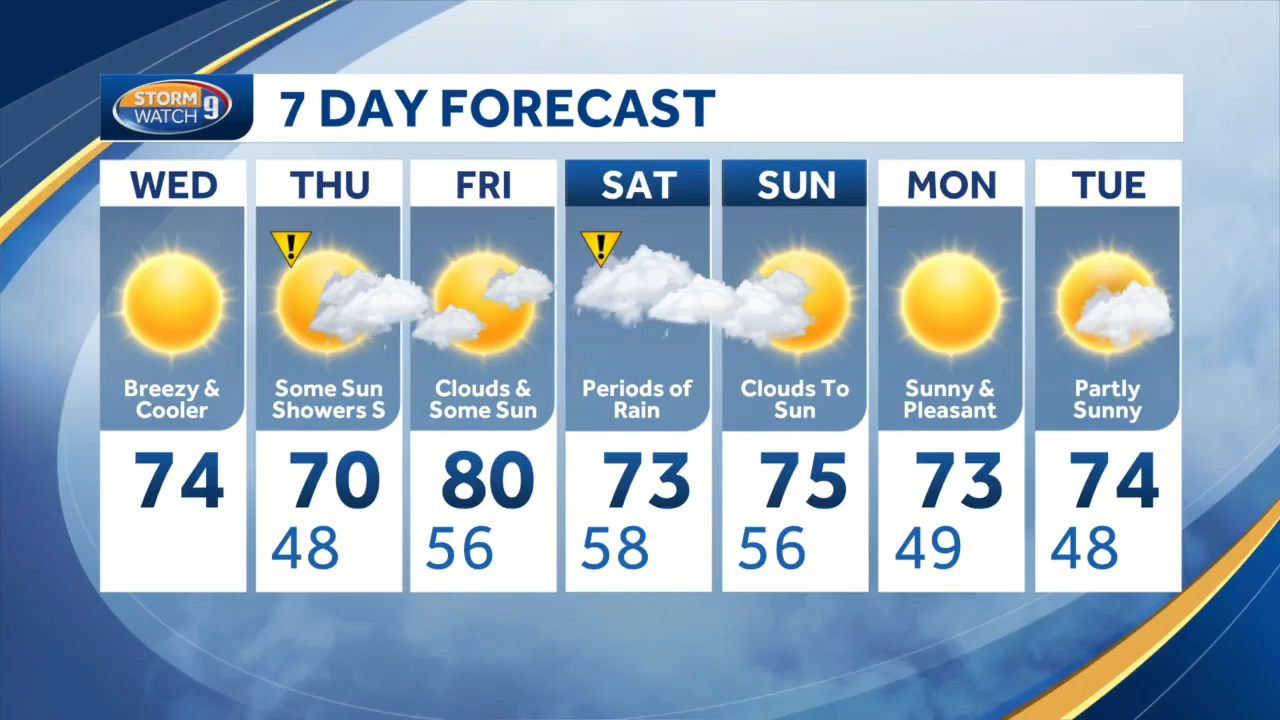 STORM
WATCH 9
7 DAY FORECAST
WED
THU
FRI
SAT
SUN
MON
TUE
!
!
Breezy &
Cooler
Some Sun
Showers S
Clouds &
Some Sun
Periods of
Rain
Clouds To
Sun
Sunny &
Pleasant
Partly
Sunny
74
70
80
73
75
73
74
48
56
58
56
49
48